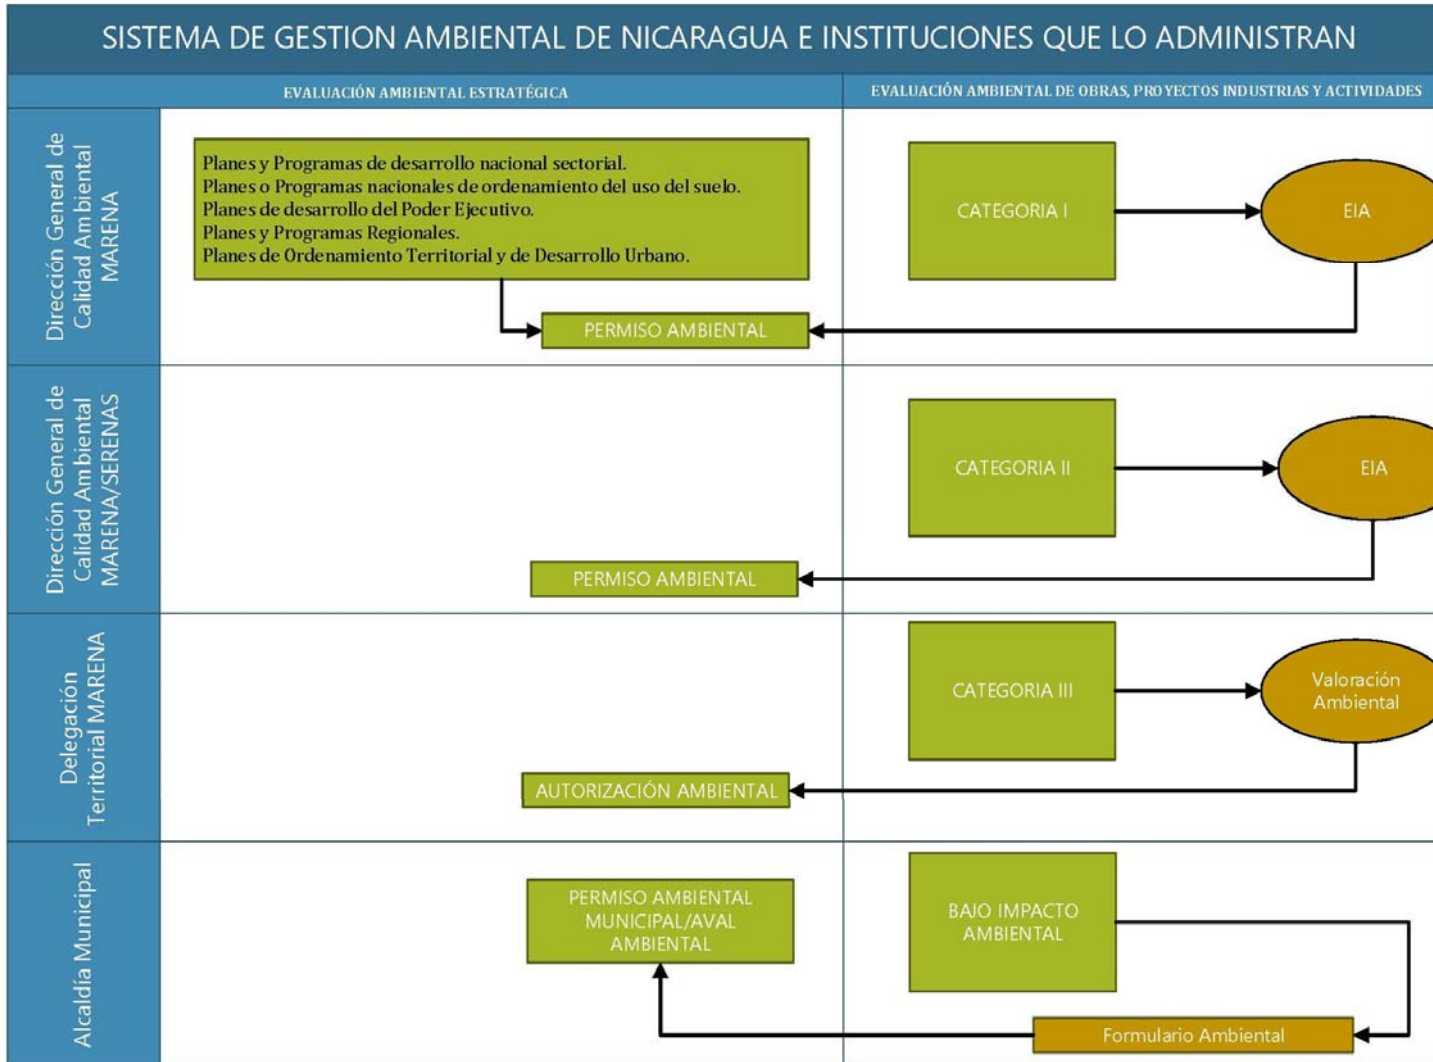 SISTEMA DE GESTION AMBIENTAL DE NICARAGUA E INSTITUCIONES QUE LO ADMINISTRAN
EVALUACIÓN AMBIENTAL ESTRATÉGICA
EVALUACIÓN AMBIENTAL DE OBRAS, PROYECTOS INDUSTRIAS Y ACTIVIDADES
Dirección General de
Calidad Ambiental
MARENA
Planes y Programas de desarrollo nacional sectorial.
Planes o Programas nacionales de ordenamiento del uso del suelo.
Planes de desarrollo del Poder Ejecutivo.
Planes y Programas Regionales.
Planes de Ordenamiento Territorial y de Desarrollo Urbano.
PERMISO AMBIENTAL
CATEGORIA I
EIA
Dirección General de
Calidad Ambiental
MARENA/SERENAS
PERMISO AMBIENTAL
CATEGORIA II
EIA
Delegación
Territorial MARENA
AUTORIZACIÓN AMBIENTAL
CATEGORIA III
Valoración
Ambiental
Alcaldía Municipal
PERMISO AMBIENTAL
MUNICIPAL/AVAL
AMBIENTAL
BAJO IMPACTO
AMBIENTAL
Formulario Ambiental